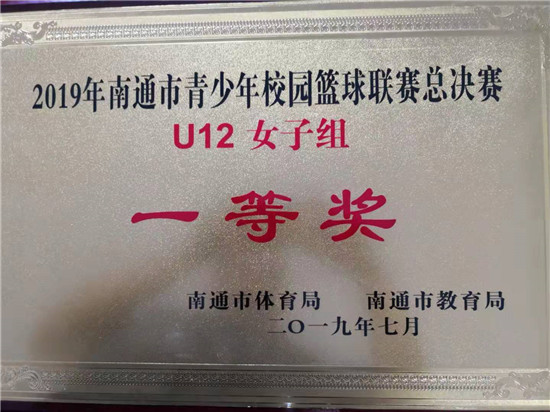 2019年南通市青少年校园篮球联赛总决赛
U12 女子组
一等奖
南通市体育局 南通市教育局
二〇一九年七月